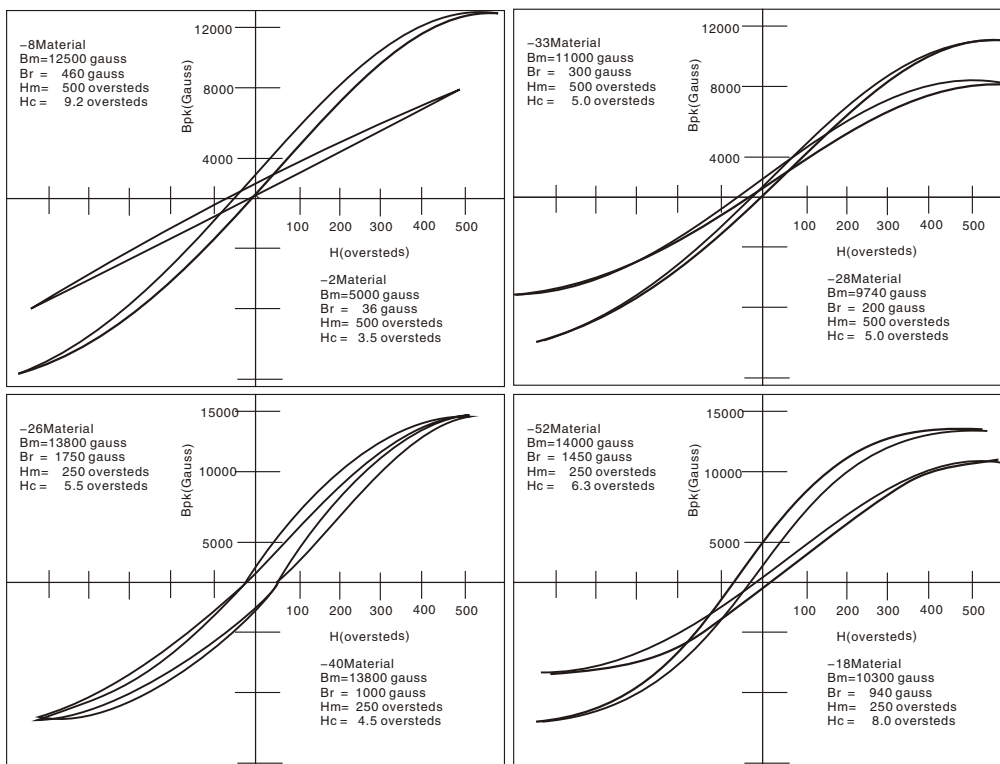 -8Material
Bm=12500 gauss
Br = 460 gauss
Hm= 500 oversteds
Hc = 9.2 oversteds
Bpk(Gauss)
12000
8000
4000
100 200 300 400 500
H(oversteds)
-2Material
Bm=5000 gauss
Br = 36 gauss
Hm= 500 oversteds
Hc = 3.5 oversteds
-33Material
Bm=11000 gauss
Br = 300 gauss
Hm= 500 oversteds
Hc = 5.0 oversteds
Bpk(Gauss)
12000
8000
4000
100 200 300 400 500
H(oversteds)
-28Material
Bm=9740 gauss
Br = 200 gauss
Hm= 500 oversteds
Hc = 5.0 oversteds
-26Material
Bm=13800 gauss
Br = 1750 gauss
Hm= 250 oversteds
Hc = 5.5 oversteds
Bpk(Gauss)
15000
10000
5000
100 200 300 400 500
H(oversteds)
-40Material
Bm=13800 gauss
Br = 1000 gauss
Hm= 250 oversteds
Hc = 4.5 oversteds
-52Material
Bm=14000 gauss
Br = 1450 gauss
Hm= 250 oversteds
Hc = 6.3 oversteds
Bpk(Gauss)
15000
10000
5000
100 200 300 400 500
H(oversteds)
-18Material
Bm=10300 gauss
Br = 940 gauss
Hm= 250 oversteds
Hc = 8.0 oversteds